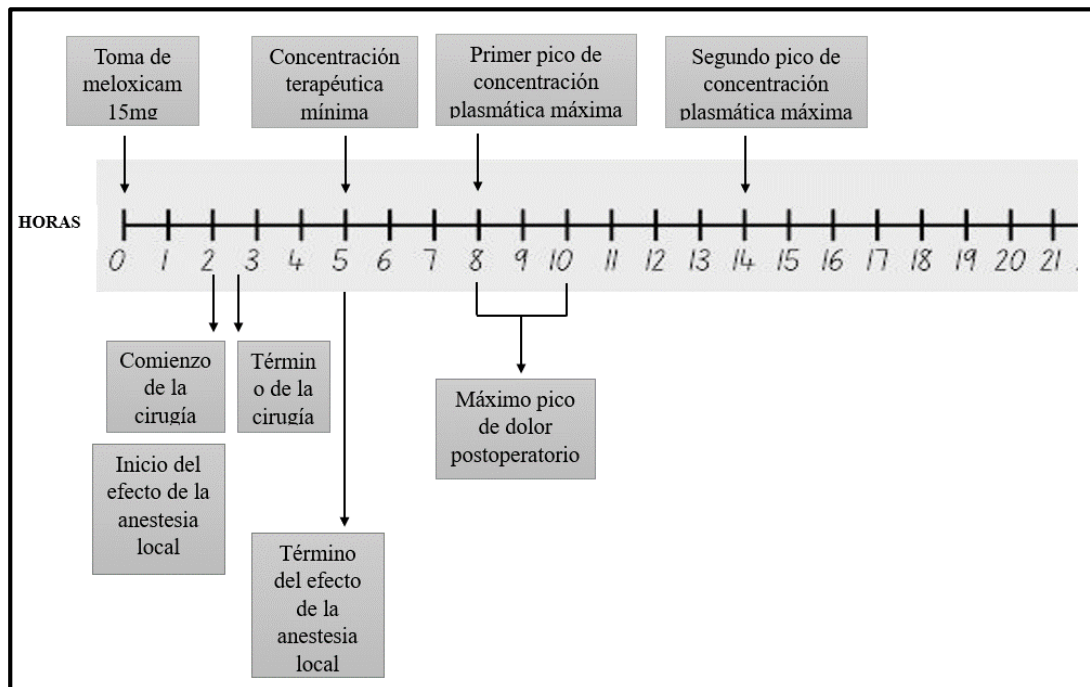 Toma de
meloxicam
15mg
Concentración
terapéutica
mínima
Primer pico de
concentración
plasmática máxima
Segundo pico de
concentración
plasmática máxima
HORAS
0 1 2 3 4 5 6 7 8 9 10 11 12 13 14 15 16 17 18 19 20 21
Comienzo
de la
cirugía
Términ
o de la
cirugía
Máximo pico
de dolor
postoperatorio
Inicio del
efecto de la
anestesia
local
Término
del efecto
de la
anestesia
local